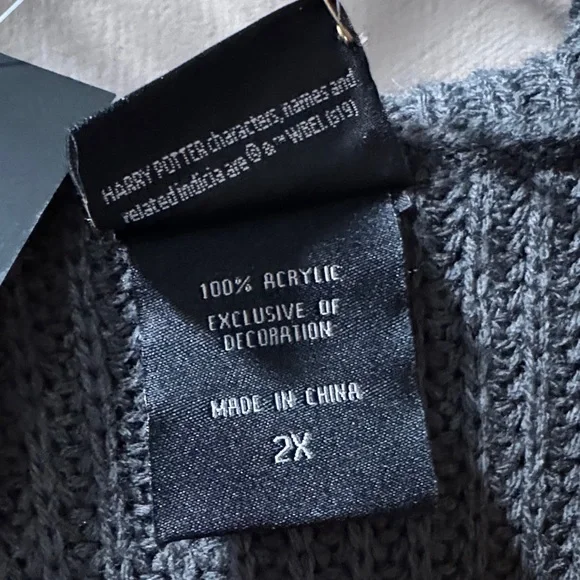 HARRY POTTER characters, names and
related indicia are © & ™ WBEI. (s19)
100% ACRYLIC
EXCLUSIVE OF
DECORATION
MADE IN CHINA
2X